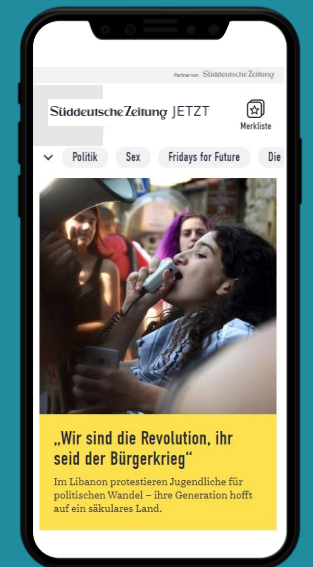 Partner von Süddeutsche Zeitung
Süddeutsche Zeitung JETZT
Merkliste
Politik Sex Fridays for Future Die
„Wir sind die Revolution, ihr
seid der Bürgerkrieg“
Im Libanon protestieren Jugendliche für
politischen Wandel – ihre Generation hofft
auf ein säkulares Land.